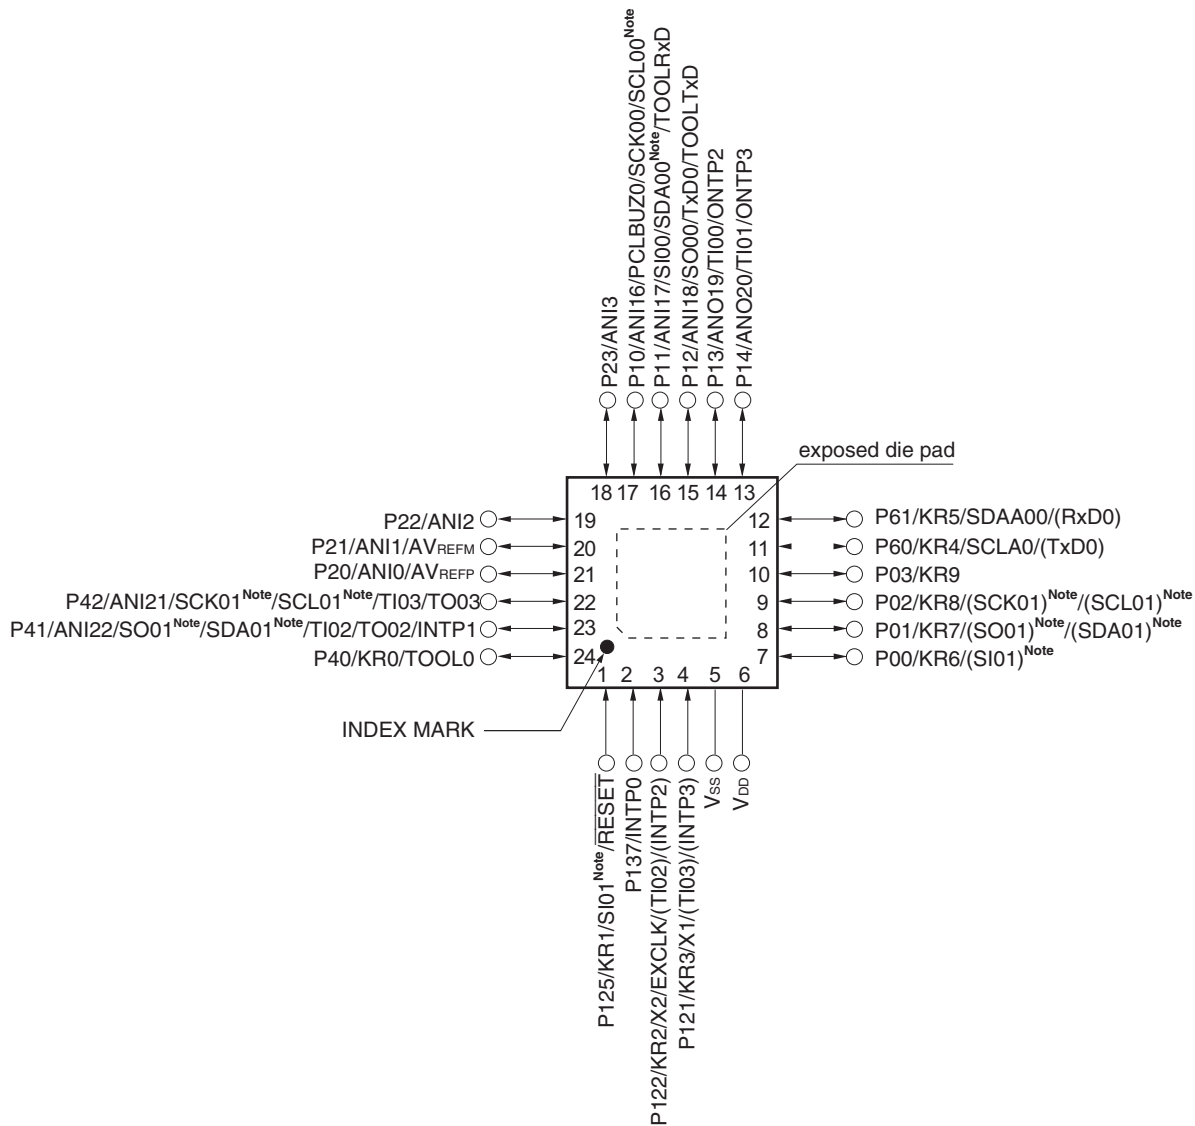 P23/ANI3
P10/ANI16/PCLBUZ0/SCK00/SCL00Note
P11/ANI17/SI00/SDA00Note/TOOLRxD
P12/ANI18/SO00/TxD0/TOOLTxD
P13/ANO19/TI00/ONTP2
P14/ANO20/TI01/ONTP3
exposed die pad
18 17 16 15 14 13
P22/ANI2 19
P21/ANI1/AVREFM 20
P20/ANI0/AVREFP 21
P42/ANI21/SCK01Note/SCL01Note/TI03/TO03 22
P41/ANI22/SO01Note/SDA01Note/TI02/TO02/INTP1 23
P40/KR0/TOOL0 24
12 P61/KR5/SDAA00/(RxD0)
11 P60/KR4/SCLA0/(TxD0)
10 P03/KR9
9 P02/KR8/(SCK01)Note/(SCL01)Note
8 P01/KR7/(SO01)Note/(SDA01)Note
7 P00/KR6/(SI01)Note
1 2 3 4 5 6
INDEX MARK
P125/KR1/SI01Note/RESET
P137/INTP0
P122/KR2/X2/EXCLK/(TI02)/(INTP2)
P121/KR3/X1/(TI03)/(INTP3)
VSS
VDD